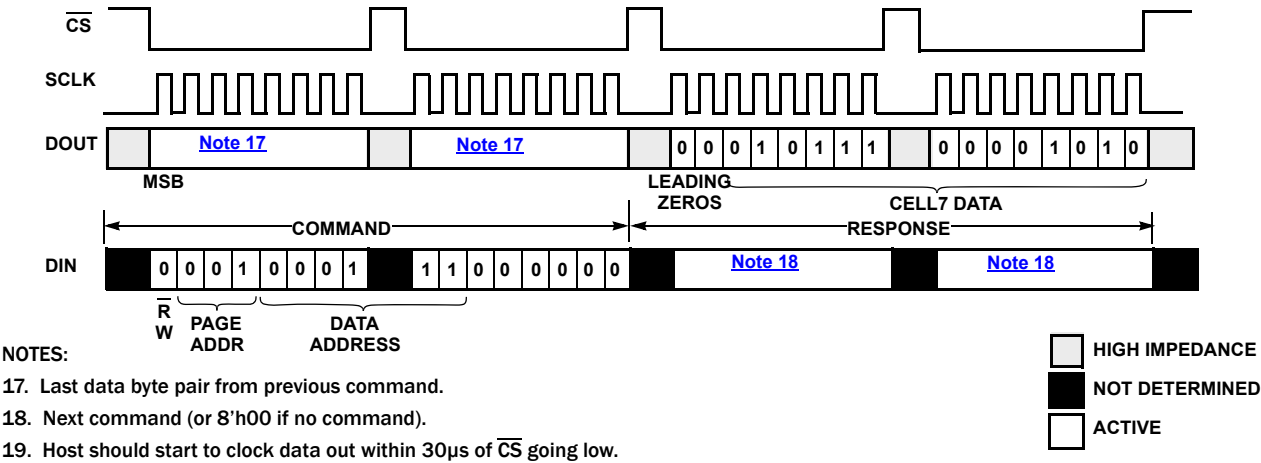 CS
SCLK
DOUT Note 17 Note 17 0 0 0 1 0 1 1 1 0 0 0 0 1 0 1 0
MSB
LEADING ZEROS
CELL7 DATA
COMMAND RESPONSE
DIN 0 0 0 1 0 0 0 1 1 1 0 0 0 0 0 0 Note 18 Note 18
R W
PAGE ADDR
DATA ADDRESS
NOTES:
17. Last data byte pair from previous command.
18. Next command (or 8'h00 if no command).
19. Host should start to clock data out within 30µs of CS going low.
HIGH IMPEDANCE
NOT DETERMINED
ACTIVE